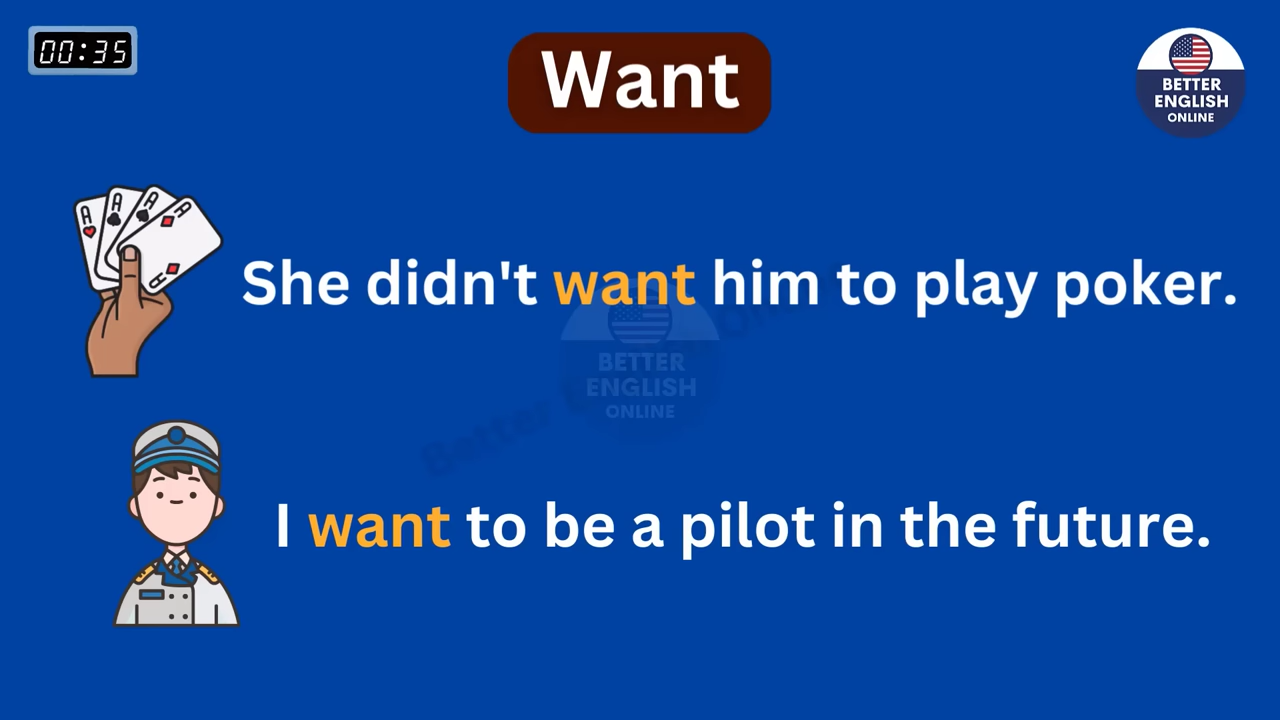 00:35
Want
BETTER
ENGLISH
ONLINE
A A A A
A
She didn't want him to play poker.
BETTER
ENGLISH
ONLINE
Better
I want to be a pilot in the future.